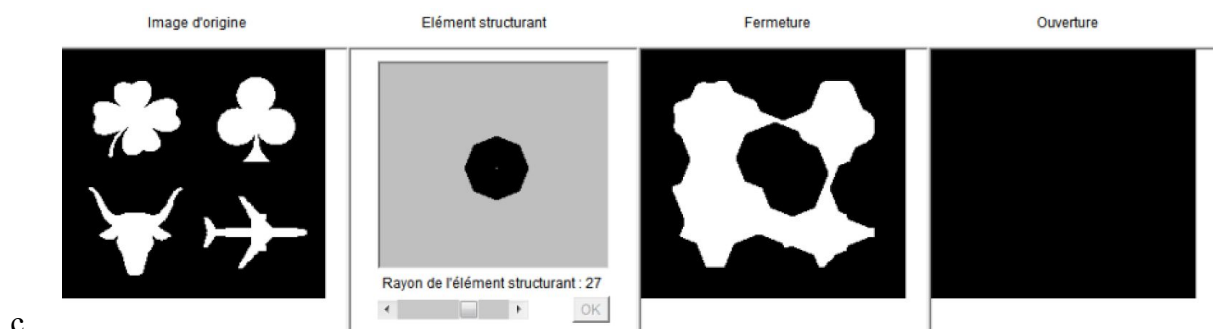 Image d'origine
Elément structurant
Fermeture
Ouverture
Rayon de l'élément structurant : 27
OK
c